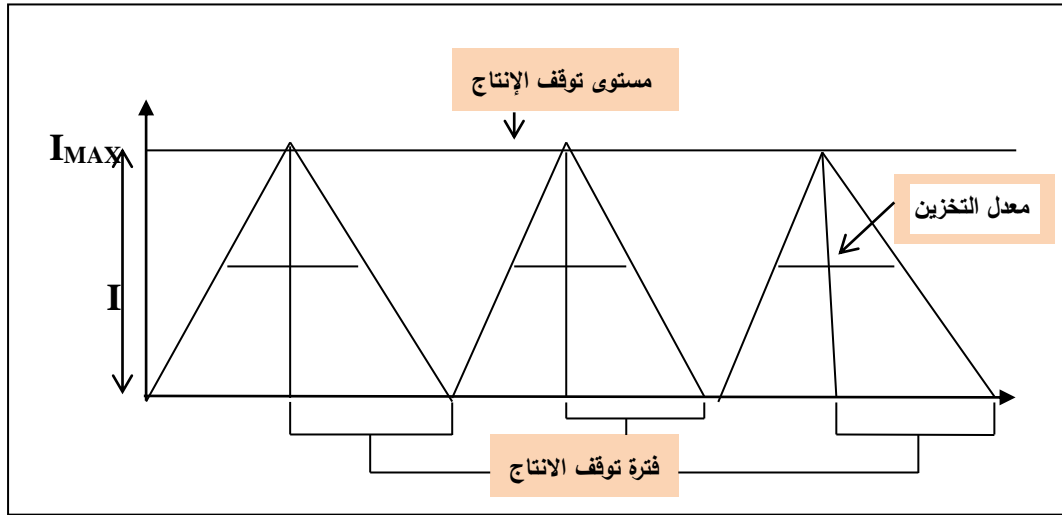 مستوى توقف الإنتاج
IMAX
معدل التخزين
I
فترة توقف الانتاج